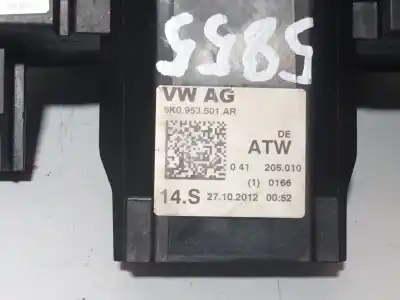 5855
VW AG
5K0.953.501.AR
DE
ATW
0 41 205.010
(1) 0166
14.S 27.10.2012 00:52